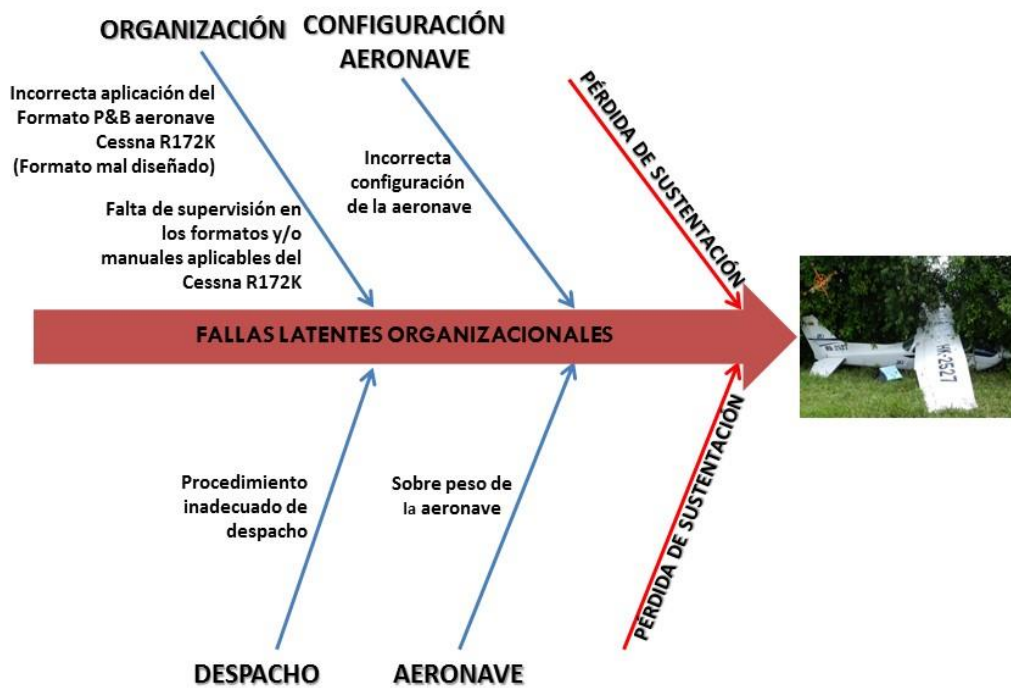 ORGANIZACIÓN
CONFIGURACIÓN
AERONAVE
Incorrecta aplicación del
Formato P&B aeronave
Cessna R172K
(Formato mal diseñado)
Falta de supervisión en
los formatos y/o
manuales aplicables del
Cessna R172K
Incorrecta
configuración
de la aeronave
PÉRDIDA DE SUSTENTACIÓN
FALLAS LATENTES ORGANIZACIONALES
HK-2527
Procedimiento
inadecuado de
despacho
Sobre peso de
la aeronave
PÉRDIDA DE SUSTENTACIÓN
DESPACHO
AERONAVE